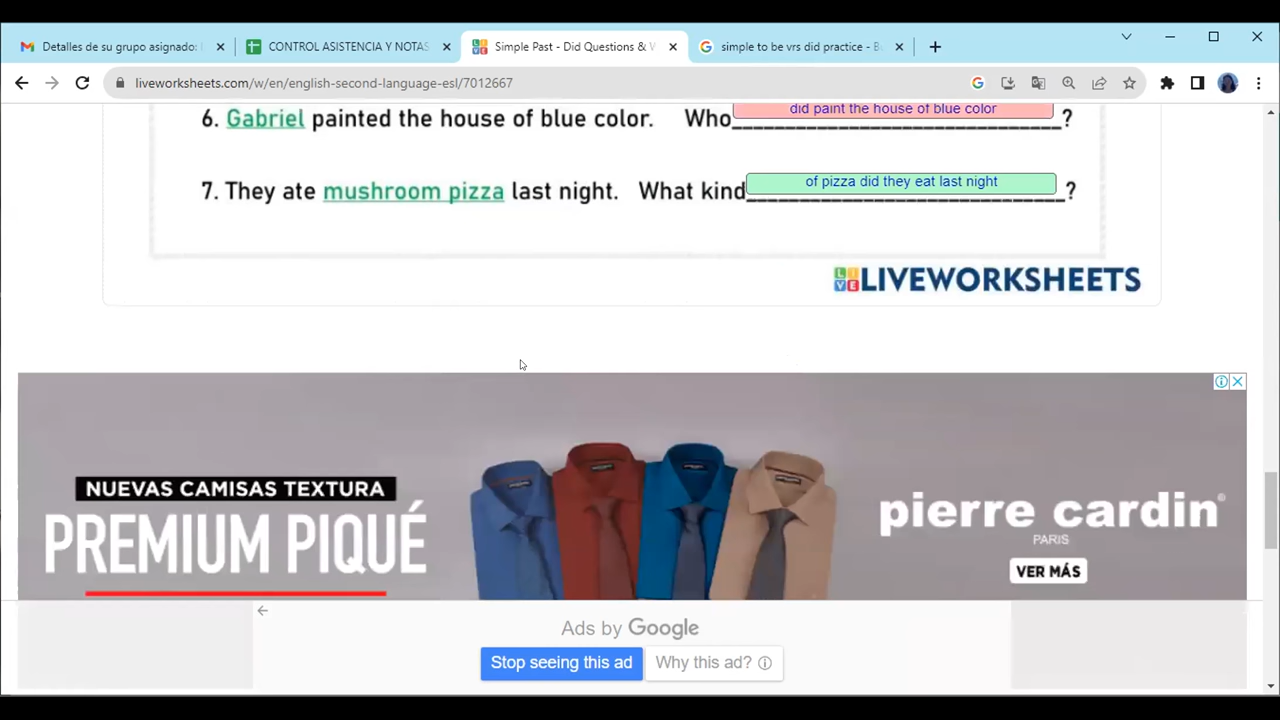 Detalles de su grupo asignado:
CONTROL ASISTENCIA Y NOTAS
Simple Past - Did Questions & W
simple to be vrs did practice - B
liveworksheets.com/w/en/english-second-language-esl/7012667
6. Gabriel painted the house of blue color. Who did paint the house of blue color ?
7. They ate mushroom pizza last night. What kind of pizza did they eat last night ?
LIVEWORKSHEETS
NUEVAS CAMISAS TEXTURA
PREMIUM PIQUÉ
pierre cardin®
PARIS
VER MÁS
Ads by Google
Stop seeing this ad
Why this ad?